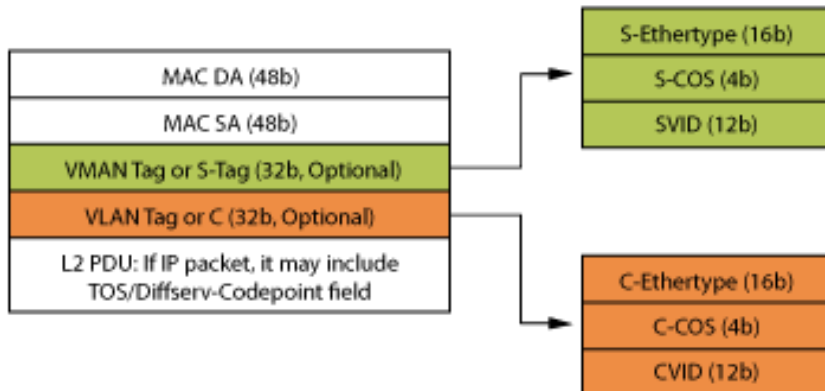 MAC DA (48b)
MAC SA (48b)
VMAN Tag or S-Tag (32b, Optional)
VLAN Tag or C (32b, Optional)
L2 PDU: If IP packet, it may include
TOS/Diffserv-Codepoint field
S-Ethertype (16b)
S-COS (4b)
SVID (12b)
C-Ethertype (16b)
C-COS (4b)
CVID (12b)